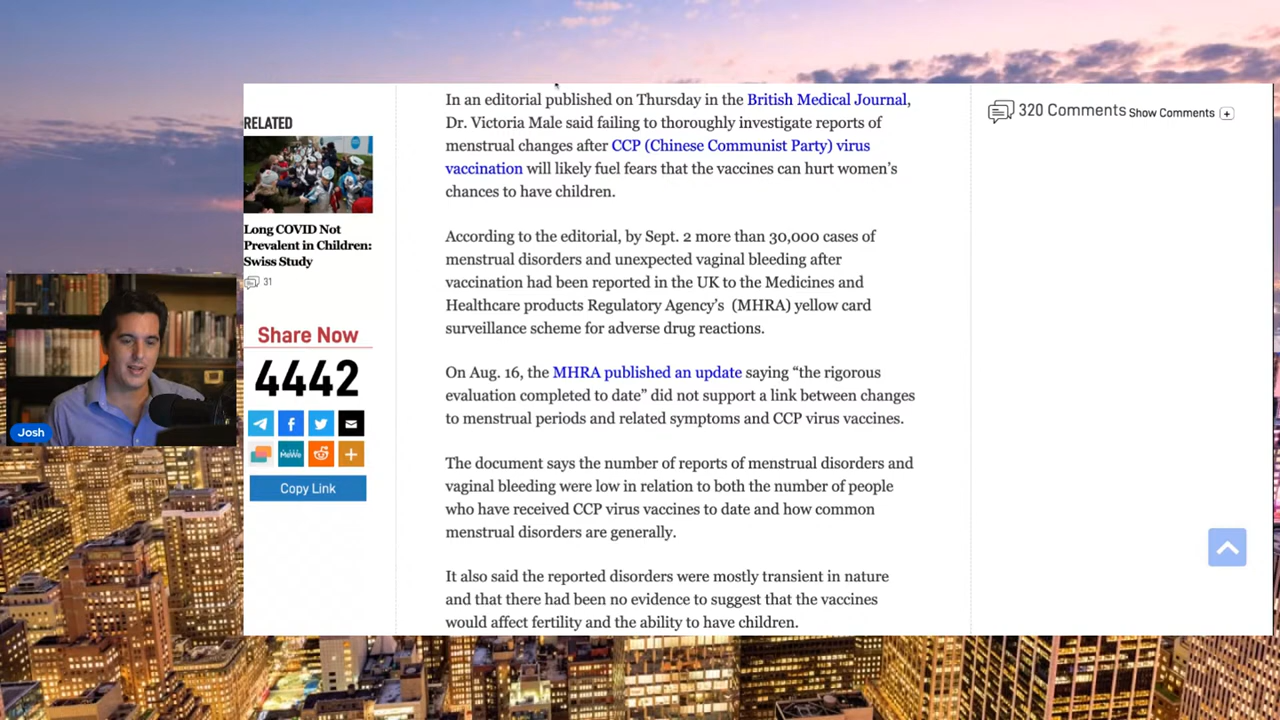 In an editorial published on Thursday in the British Medical Journal,
Dr. Victoria Male said failing to thoroughly investigate reports of
menstrual changes after CCP (Chinese Communist Party) virus
vaccination will likely fuel fears that the vaccines can hurt women’s
chances to have children.
According to the editorial, by Sept. 2 more than 30,000 cases of
menstrual disorders and unexpected vaginal bleeding after
vaccination had been reported in the UK to the Medicines and
Healthcare products Regulatory Agency’s (MHRA) yellow card
surveillance scheme for adverse drug reactions.
On Aug. 16, the MHRA published an update saying “the rigorous
evaluation completed to date” did not support a link between changes
to menstrual periods and related symptoms and CCP virus vaccines.
The document says the number of reports of menstrual disorders and
vaginal bleeding were low in relation to both the number of people
who have received CCP virus vaccines to date and how common
menstrual disorders are generally.
It also said the reported disorders were mostly transient in nature
and that there had been no evidence to suggest that the vaccines
would affect fertility and the ability to have children.
RELATED
Long COVID Not
Prevalent in Children:
Swiss Study
31
Share Now
4442
MeWe
Copy Link
320 Comments Show Comments +
Josh